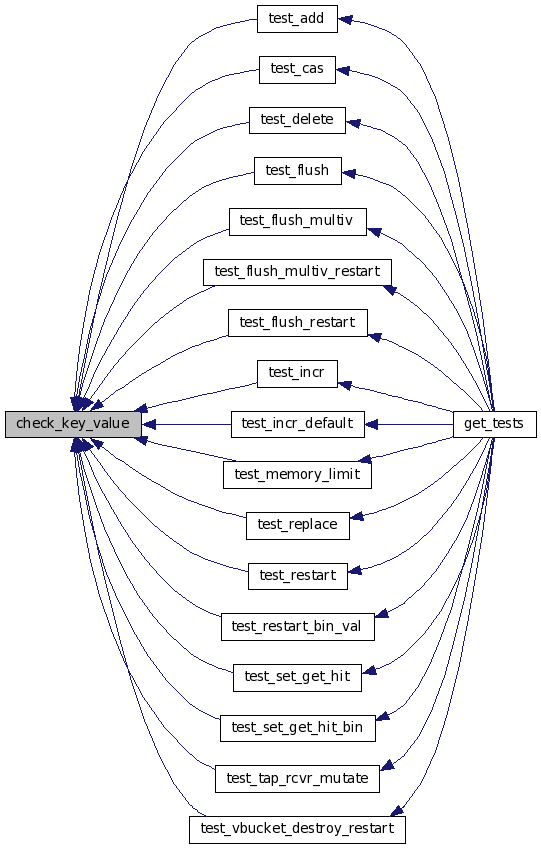 test_add
test_cas
test_delete
test_flush
test_flush_multiv
test_flush_multiv_restart
test_flush_restart
test_incr
check_key_value
test_incr_default
get_tests
test_memory_limit
test_replace
test_restart
test_restart_bin_val
test_set_get_hit
test_set_get_hit_bin
test_tap_rcvr_mutate
test_vbucket_destroy_restart